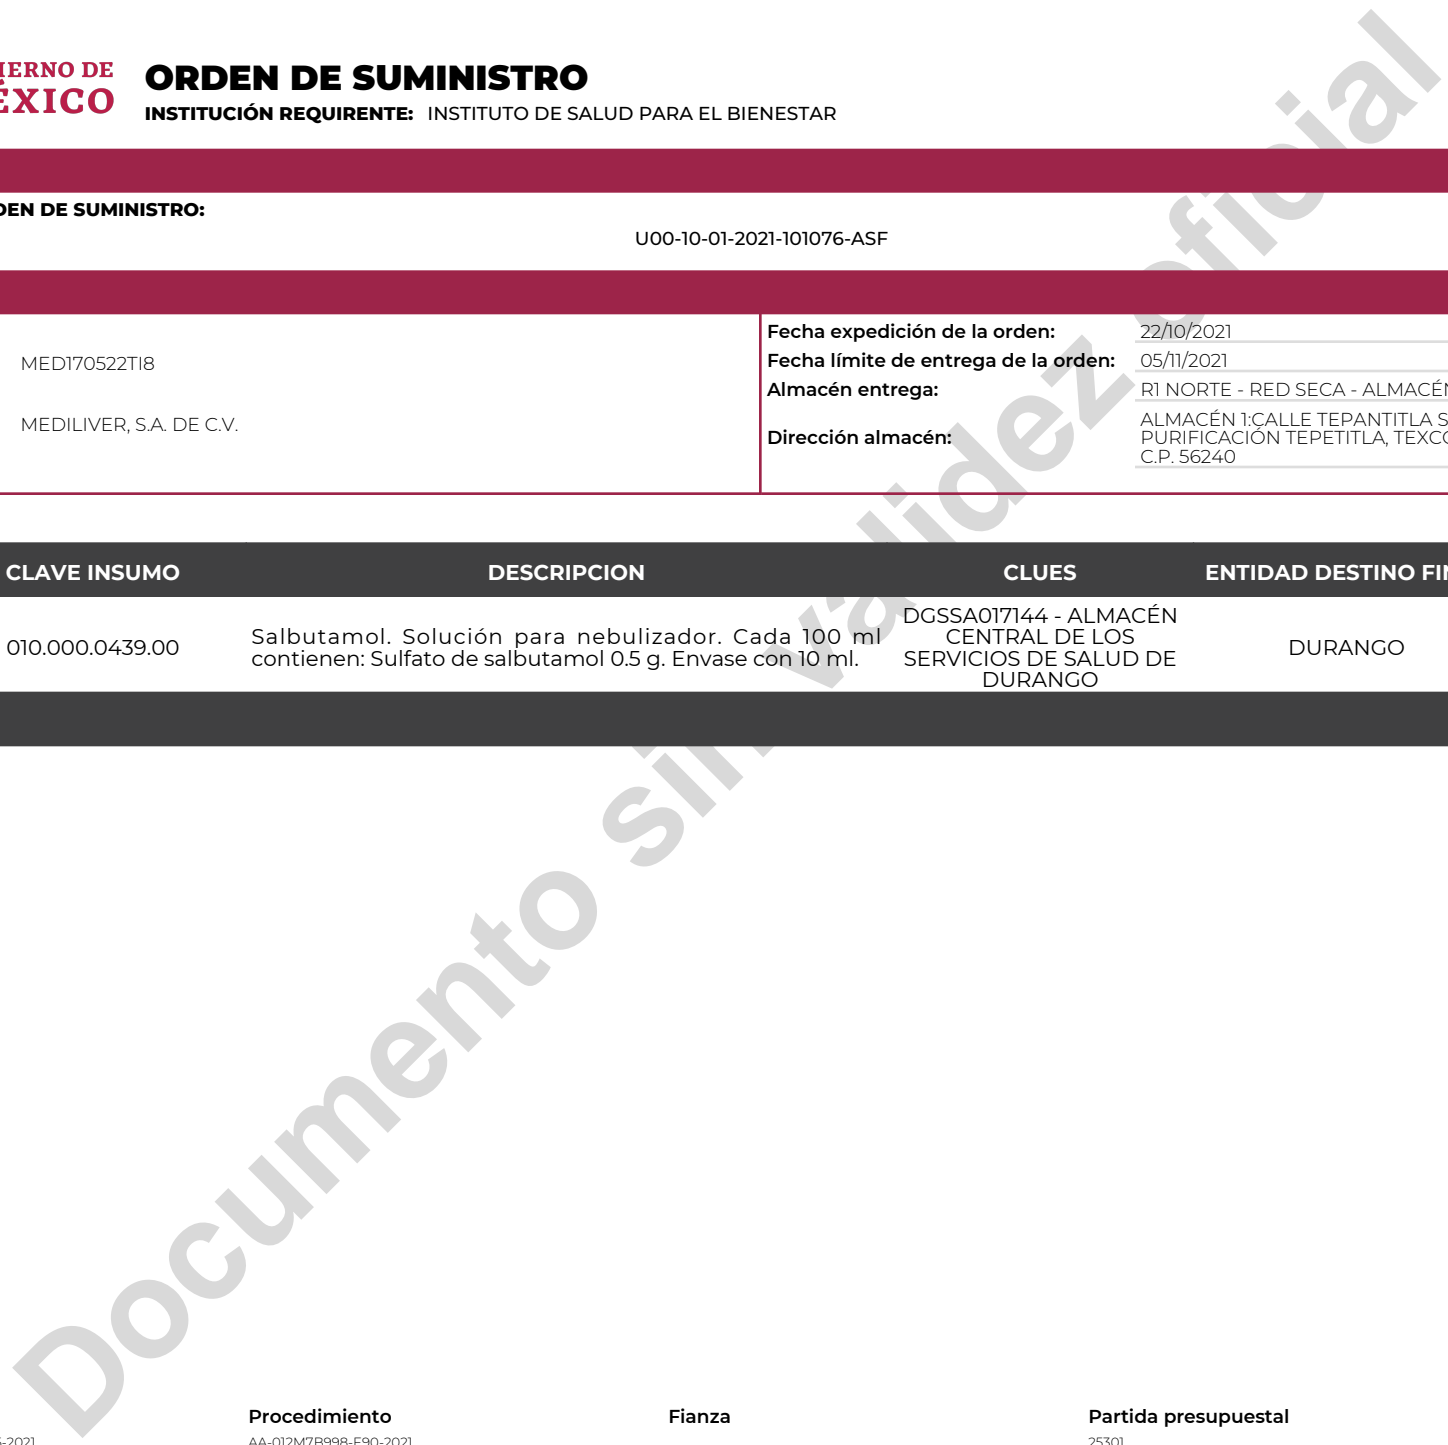 IERNO DE
ÉXICO
ORDEN DE SUMINISTRO
INSTITUCIÓN REQUIRENTE: INSTITUTO DE SALUD PARA EL BIENESTAR
DEN DE SUMINISTRO:
U00-10-01-2021-101076-ASF
MED170522TI8
MEDILIVER, S.A. DE C.V.
Fecha expedición de la orden: 22/10/2021
Fecha límite de entrega de la orden: 05/11/2021
Almacén entrega: R1 NORTE - RED SECA - ALMACÉN
Dirección almacén:
ALMACÉN 1:CALLE TEPANTITLA S
PURIFICACIÓN TEPETITLA, TEXCO
C.P. 56240
CLAVE INSUMO DESCRIPCION CLUES ENTIDAD DESTINO FIN
010.000.0439.00
Salbutamol. Solución para nebulizador. Cada 100 ml
contienen: Sulfato de salbutamol 0.5 g. Envase con 10 ml.
DGSSA017144 - ALMACÉN
CENTRAL DE LOS
SERVICIOS DE SALUD DE
DURANGO
DURANGO
Documento sin validez oficial
Procedimiento Fianza Partida presupuestal
-2021 AA-012M7B998-E90-2021 25301